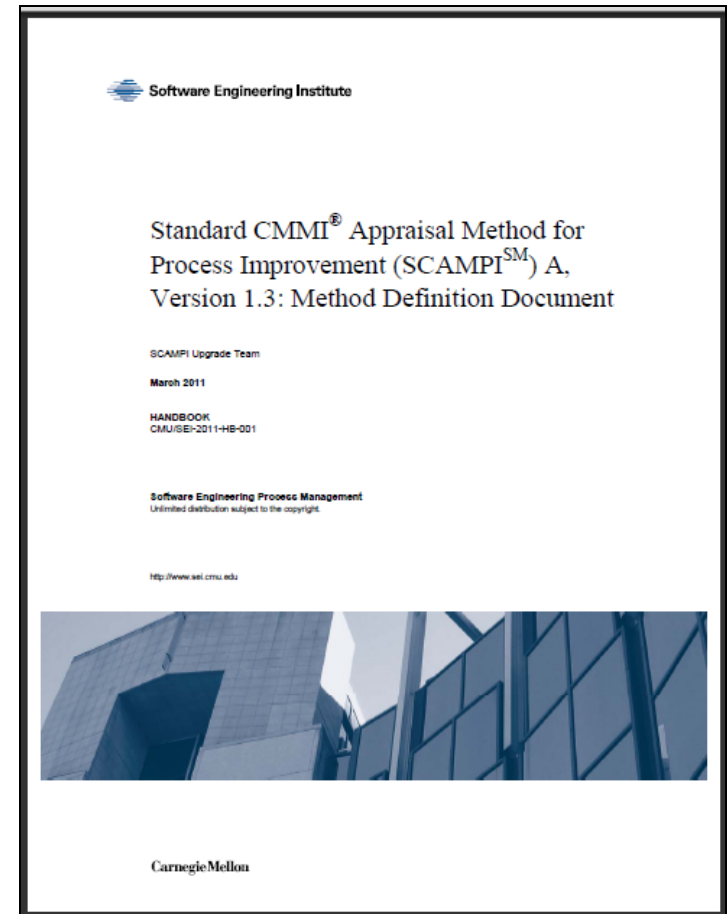 Software Engineering Institute
Standard CMMI® Appraisal Method for
Process Improvement (SCAMPI℠) A,
Version 1.3: Method Definition Document
SCAMPI Upgrade Team
March 2011
HANDBOOK
CMU/SEI-2011-HB-001
Software Engineering Process Management
Unlimited distribution subject to the copyright.
http://www.sei.cmu.edu
CarnegieMellon